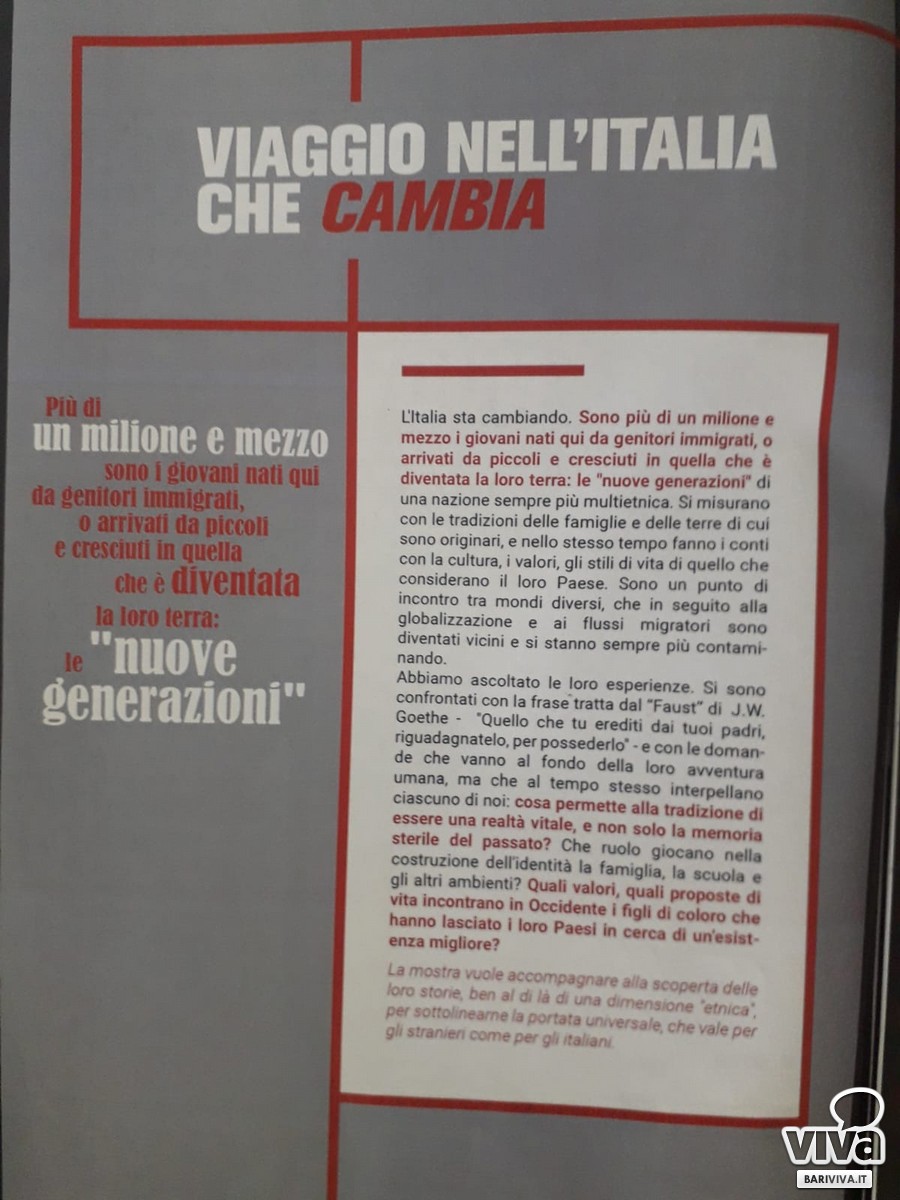 VIAGGIO NELL'ITALIA
CHE CAMBIA
Più di
un milione e mezzo
sono i giovani nati qui
da genitori immigrati,
o arrivati da piccoli
e cresciuti in quella
che è diventata
la loro terra:
le "nuove
generazioni"
L'Italia sta cambiando. Sono più di un milione e
mezzo i giovani nati qui da genitori immigrati, o
arrivati da piccoli e cresciuti in quella che è
diventata la loro terra: le "nuove generazioni" di
una nazione sempre più multietnica. Si misurano
con le tradizioni delle famiglie e delle terre di cui
sono originari, e nello stesso tempo fanno i conti
con la cultura, i valori, gli stili di vita di quello che
considerano il loro Paese. Sono un punto di
incontro tra mondi diversi, che in seguito alla
globalizzazione e ai flussi migratori sono
diventati vicini e si stanno sempre più contami-
nando.
Abbiamo ascoltato le loro esperienze. Si sono
confrontati con la frase tratta dal "Faust" di J.W.
Goethe - "Quello che tu erediti dai tuoi padri,
riguadagnatelo, per possederlo" - e con le doman-
de che vanno al fondo della loro avventura
umana, ma che al tempo stesso interpellano
ciascuno di noi: cosa permette alla tradizione di
essere una realtà vitale, e non solo la memoria
sterile del passato? Che ruolo giocano nella
costruzione dell'identità la famiglia, la scuola e
gli altri ambienti? Quali valori, quali proposte di
vita incontrano in Occidente i figli di coloro che
hanno lasciato i loro Paesi in cerca di un'esist-
enza migliore?
La mostra vuole accompagnare alla scoperta delle
loro storie, ben al di là di una dimensione "etnica",
per sottolinearne la portata universale, che vale per
gli stranieri come per gli italiani.
viva
BARIVIVA.IT